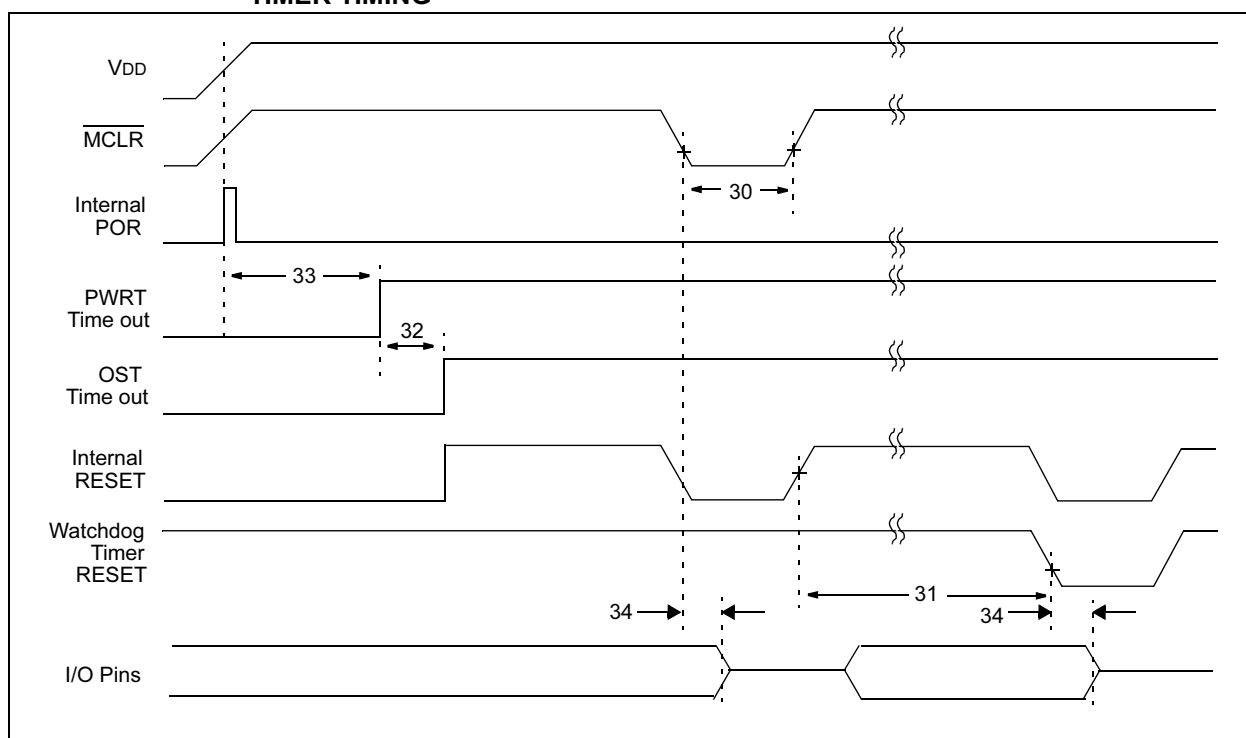 TIMER TIMING
VDD
MCLR
30
Internal
POR
33
PWRT
Time out
32
OST
Time out
Internal
RESET
Watchdog
Timer
RESET
34
31
34
I/O Pins